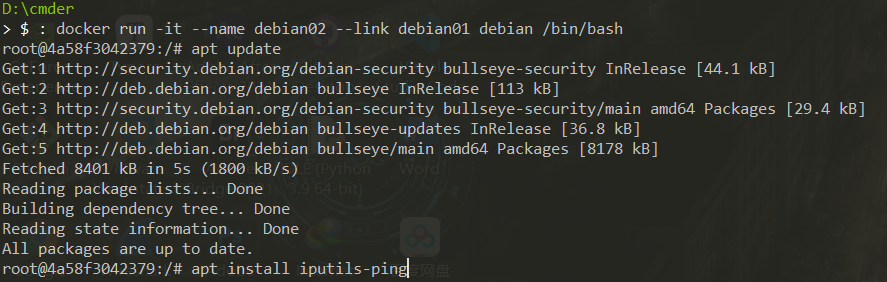 D:\cmder
> $ : docker run -it --name debian02 --link debian01 debian /bin/bash
root@4a58f3042379:/# apt update
Get:1 http://security.debian.org/debian-security bullseye-security InRelease [44.1 kB]
Get:2 http://deb.debian.org/debian bullseye InRelease [113 kB]
Get:3 http://security.debian.org/debian-security bullseye-security/main amd64 Packages [29.4 kB]
Get:4 http://deb.debian.org/debian bullseye-updates InRelease [36.8 kB]
Get:5 http://deb.debian.org/debian bullseye/main amd64 Packages [8178 kB]
Fetched 8401 kB in 5s (1800 kB/s)
Reading package lists... Done
Building dependency tree... Done
Reading state information... Done
All packages are up to date.
root@4a58f3042379:/# apt install iputils-ping